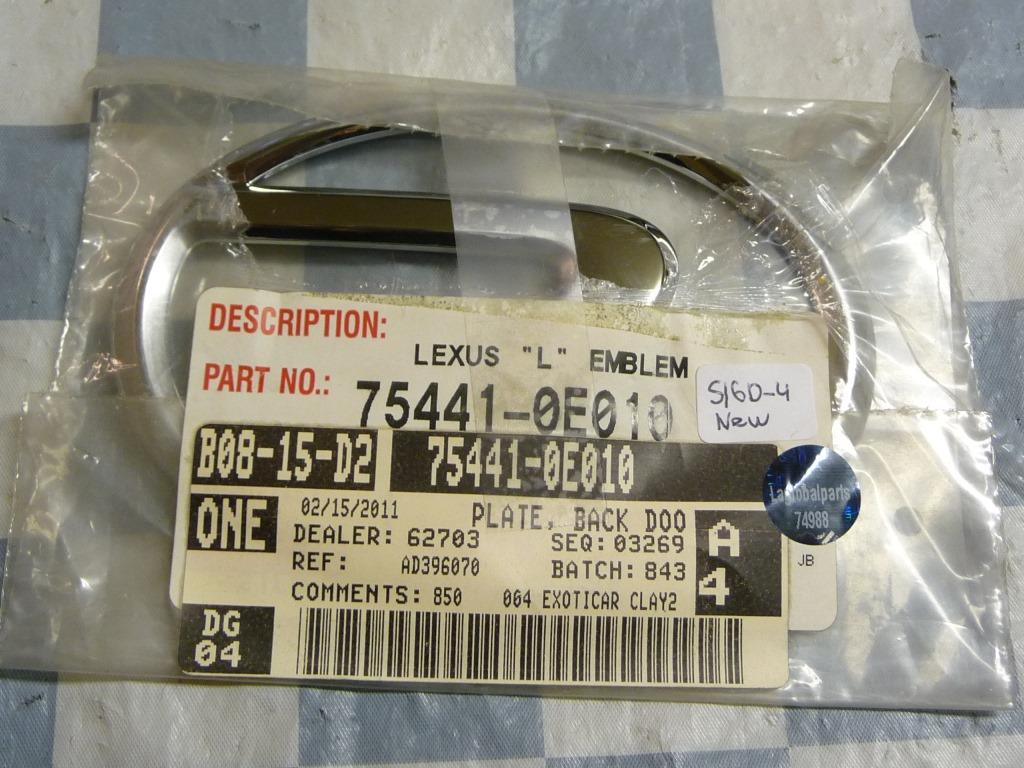 DESCRIPTION:
LEXUS "L" EMBLEM
PART NO.: 75441-0E010
S16D-4
New
B08-15-D2 75441-0E010
ONE 02/15/2011 PLATE, BACK DOO
DEALER: 62703 SEQ: 03269 A
REF: AD396070 BATCH: 843 4
COMMENTS: 850 004 EXOTICAR CLAY2
DG
04
74988
JB